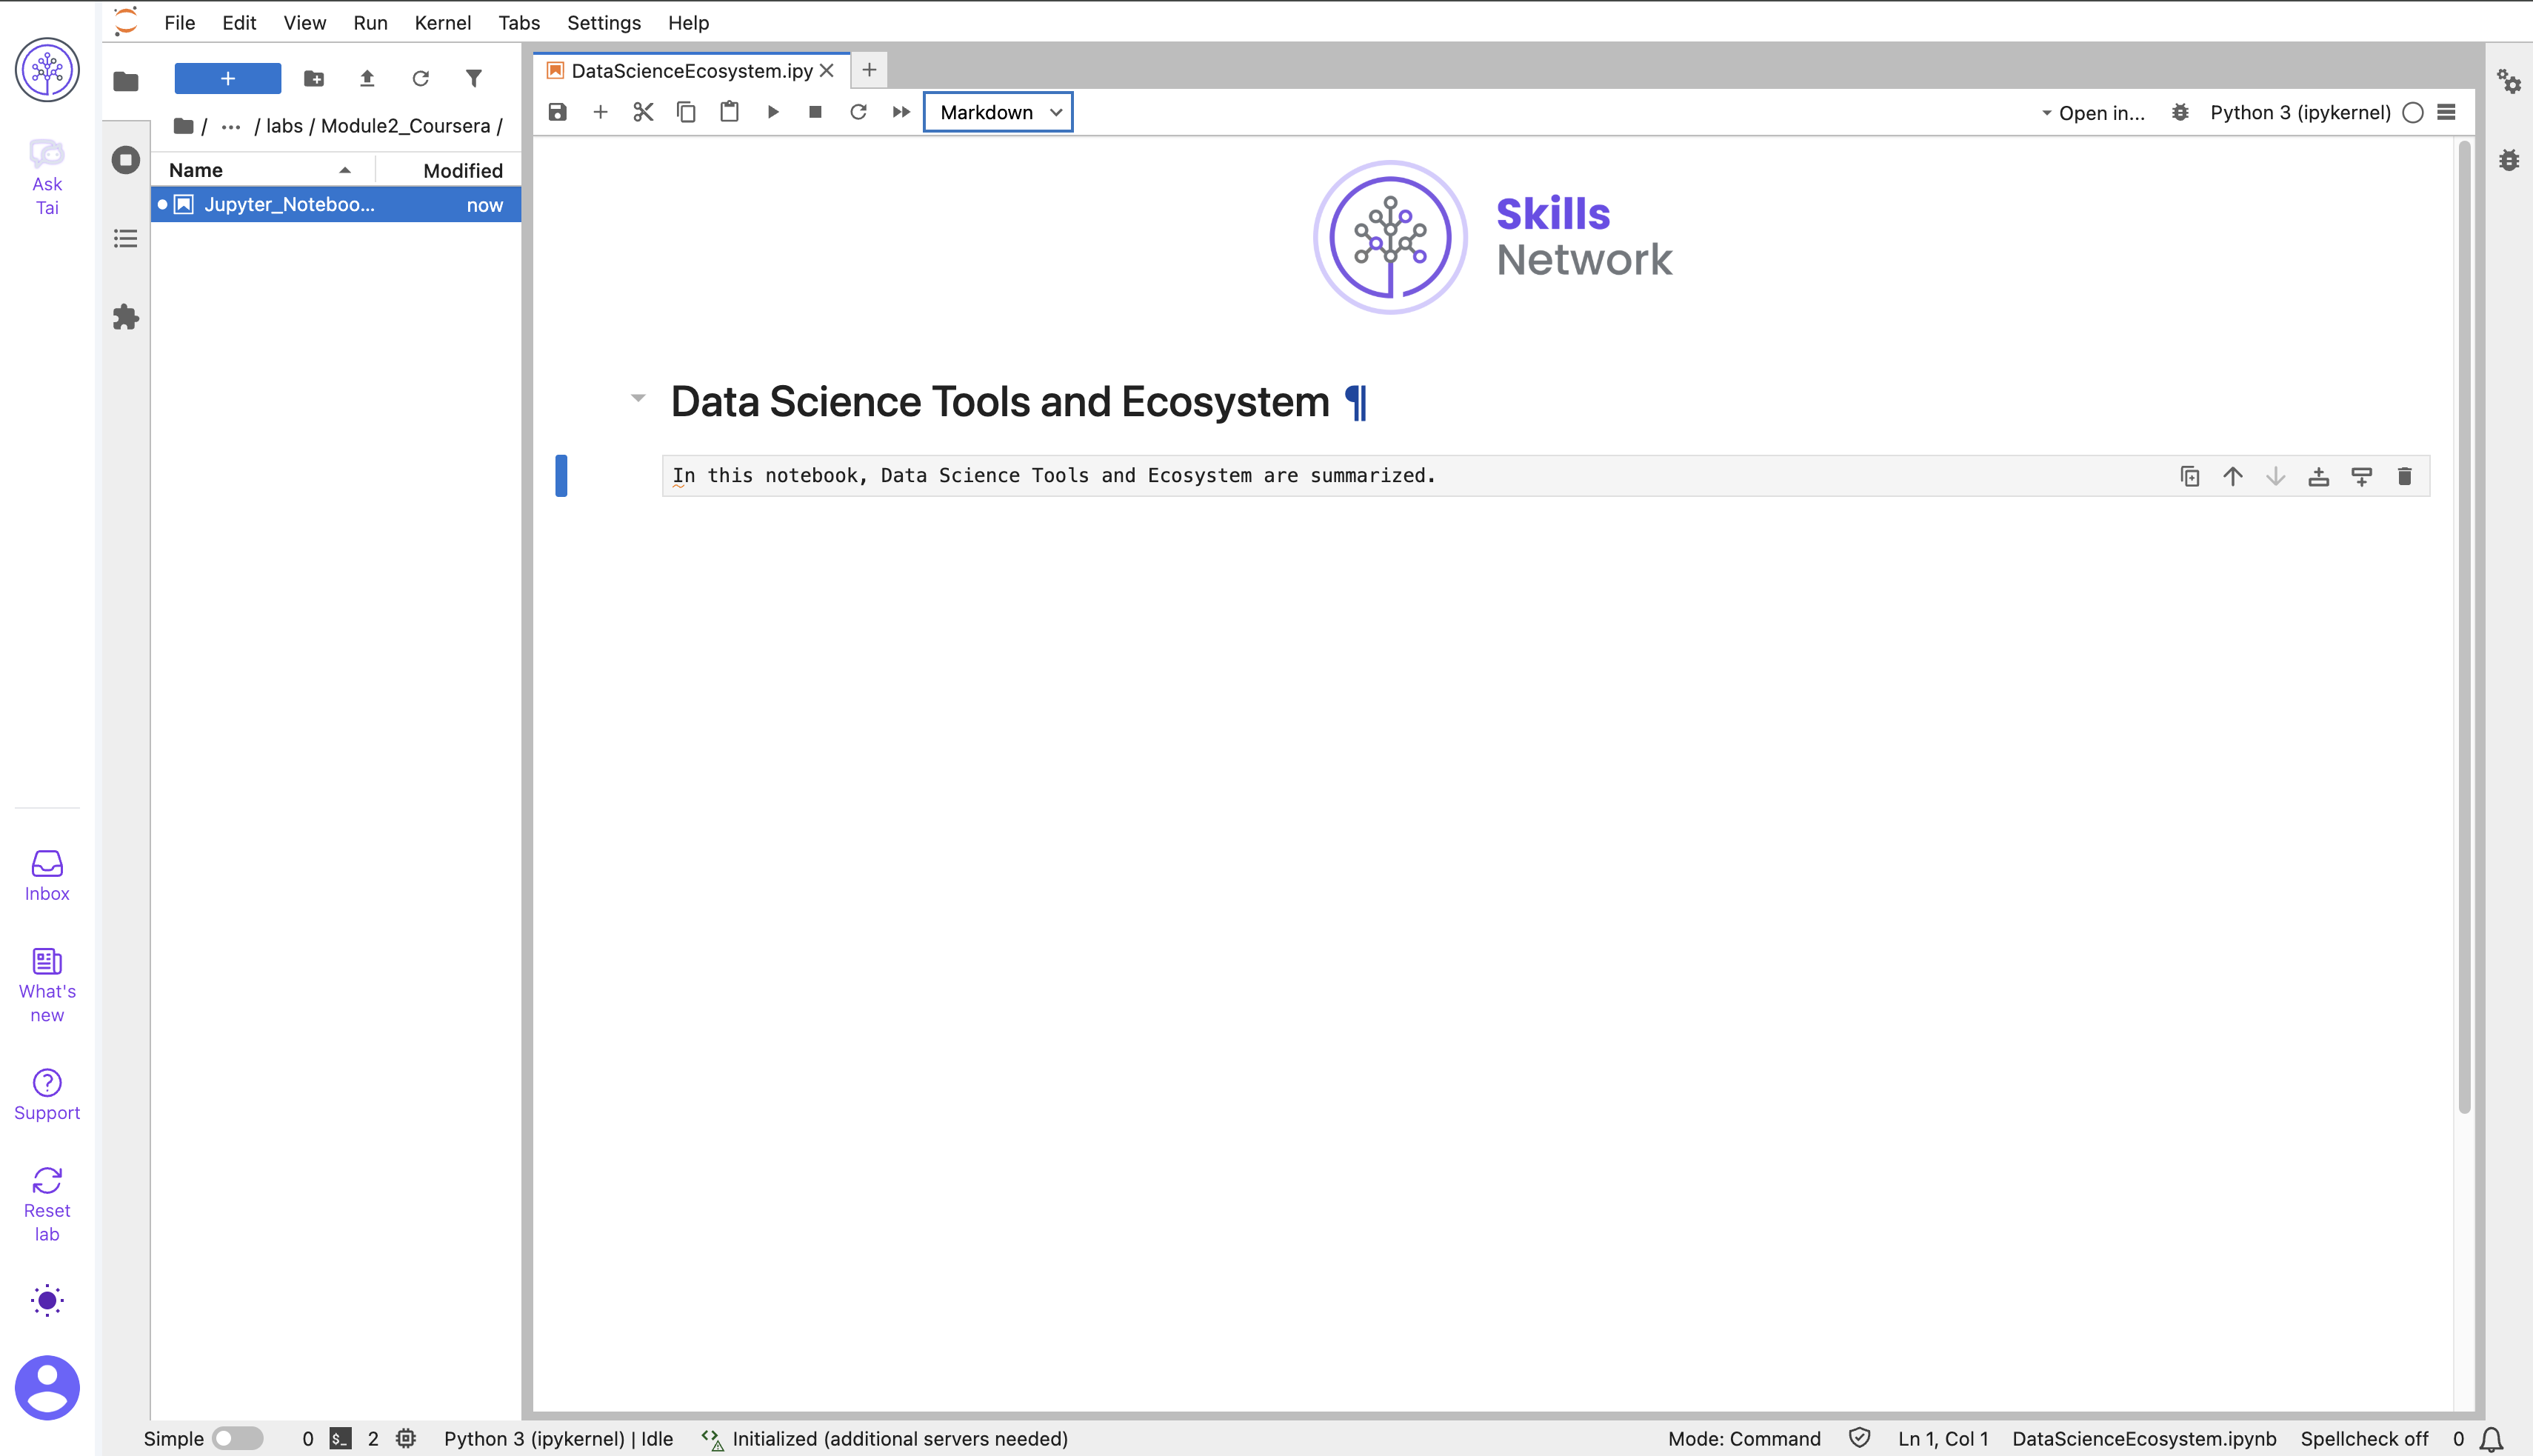 File Edit View Run Kernel Tabs Settings Help
Ask
Tai
/ ... / labs / Module2_Coursera /
Name Modified
Jupyter_Noteboo... now
DataScienceEcosystem.ipy
Markdown
Open in...
Python 3 (ipykernel)
Skills
Network
Data Science Tools and Ecosystem ¶
In this notebook, Data Science Tools and Ecosystem are summarized.
Inbox
What's
new
Support
Reset
lab
Simple 0 $_ 2 Python 3 (ipykernel) | Idle Initialized (additional servers needed) Mode: Command Ln 1, Col 1 DataScienceEcosystem.ipynb Spellcheck off 0